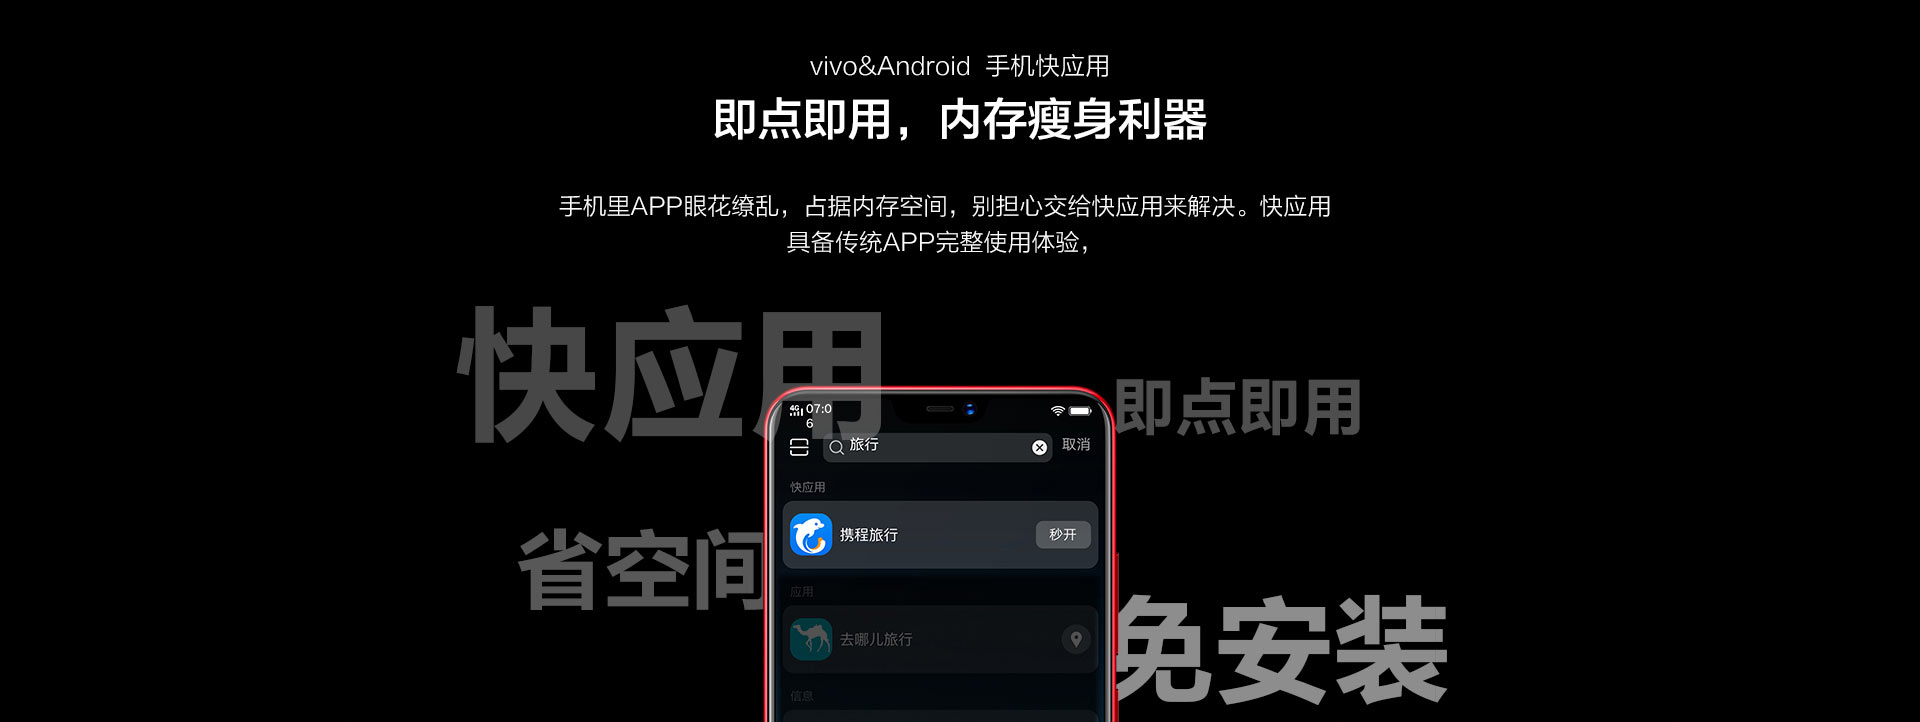 vivo&Android 手机快应用
即点即用，内存瘦身利器
手机里APP眼花缭乱，占据内存空间，别担心交给快应用来解决。快应用
具备传统APP完整使用体验，
快应用
即点即用
4G 07:0
6
旅行
取消
快应用
携程旅行
秒开
省空间
应用
去哪儿旅行
免安装
信息